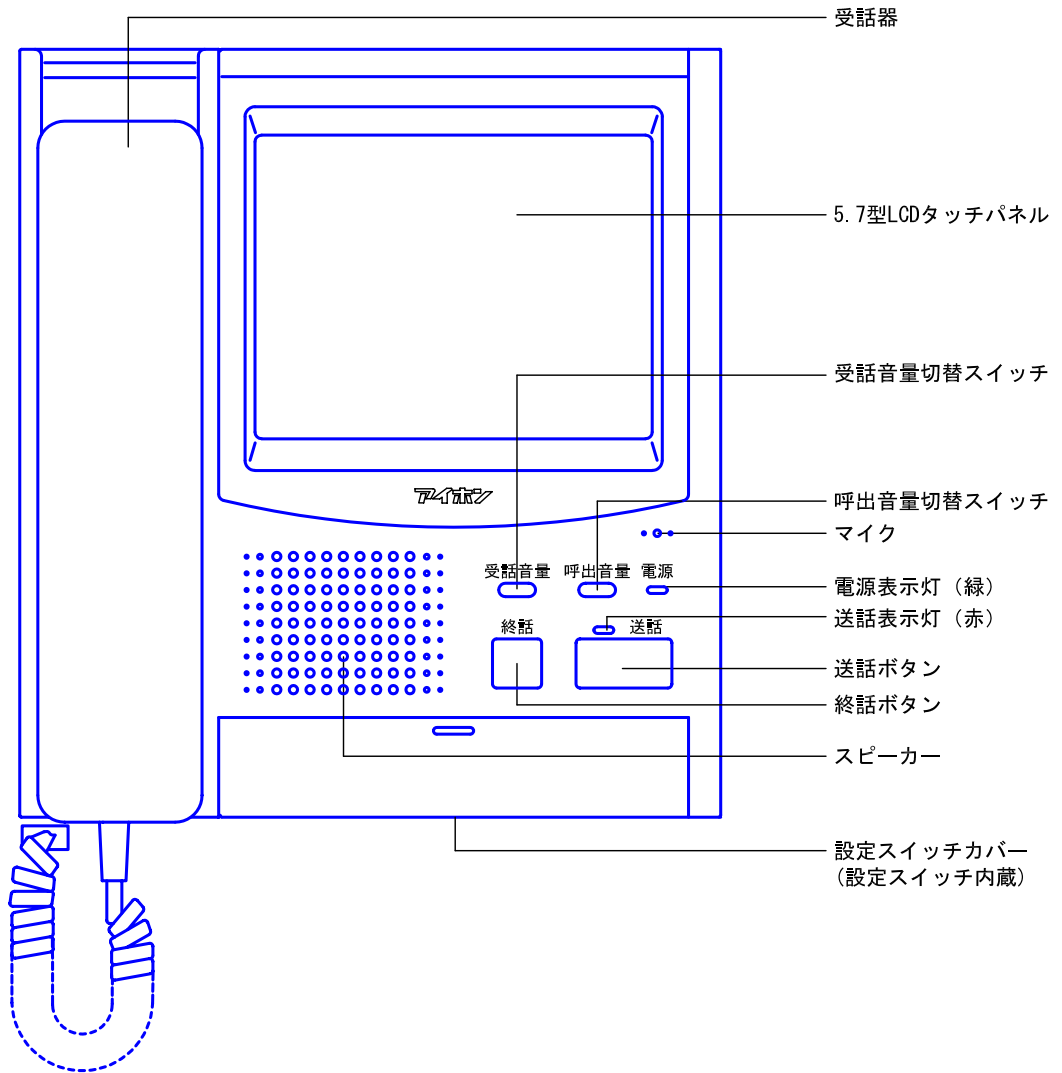 受話器
5.7型LCDタッチパネル
受話音量切替スイッチ
アイホン
呼出音量切替スイッチ
マイク
受話音量 呼出音量 電源
電源表示灯（緑）
送話表示灯（赤）
終話 送話
送話ボタン
終話ボタン
スピーカー
設定スイッチカバー
（設定スイッチ内蔵）